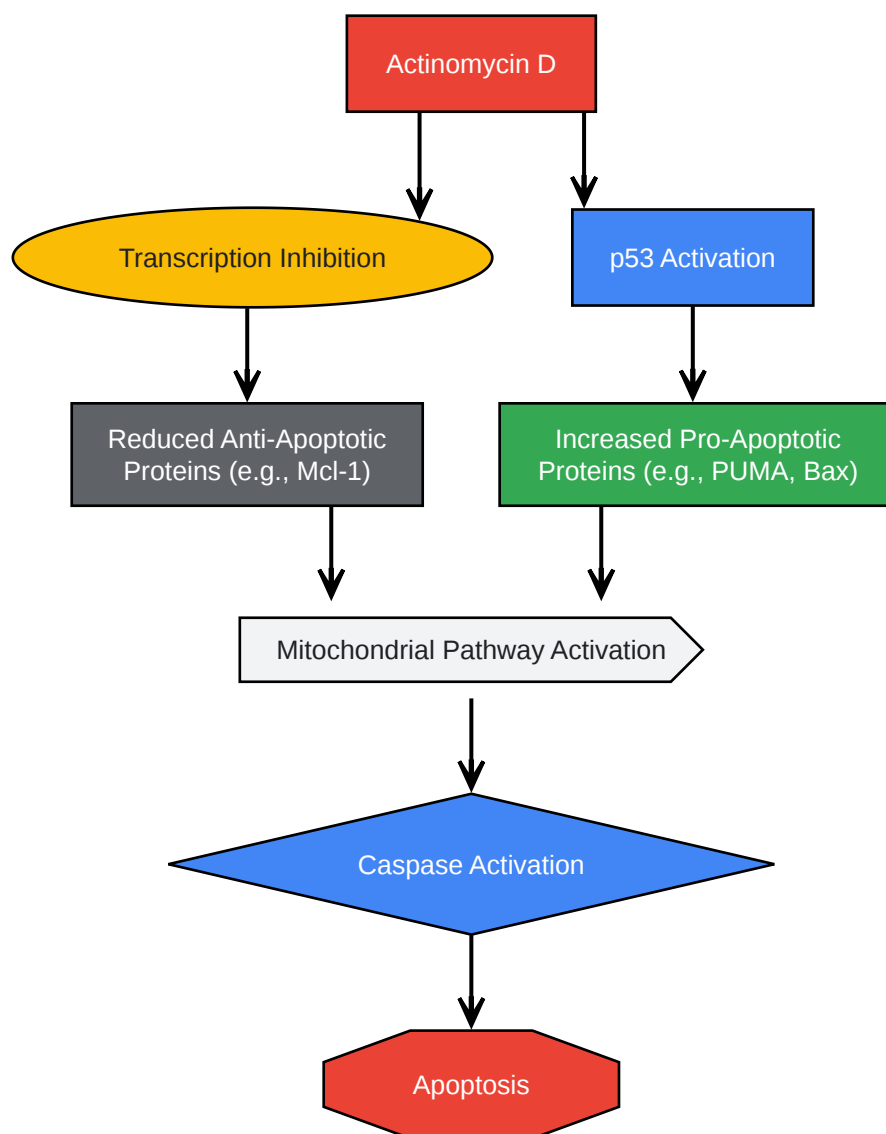 Actinomycin D
Transcription Inhibition
p53 Activation
Reduced Anti-Apoptotic
Proteins (e.g., Mcl-1)
Increased Pro-Apoptotic
Proteins (e.g., PUMA, Bax)
Mitochondrial Pathway Activation
Caspase Activation
Apoptosis